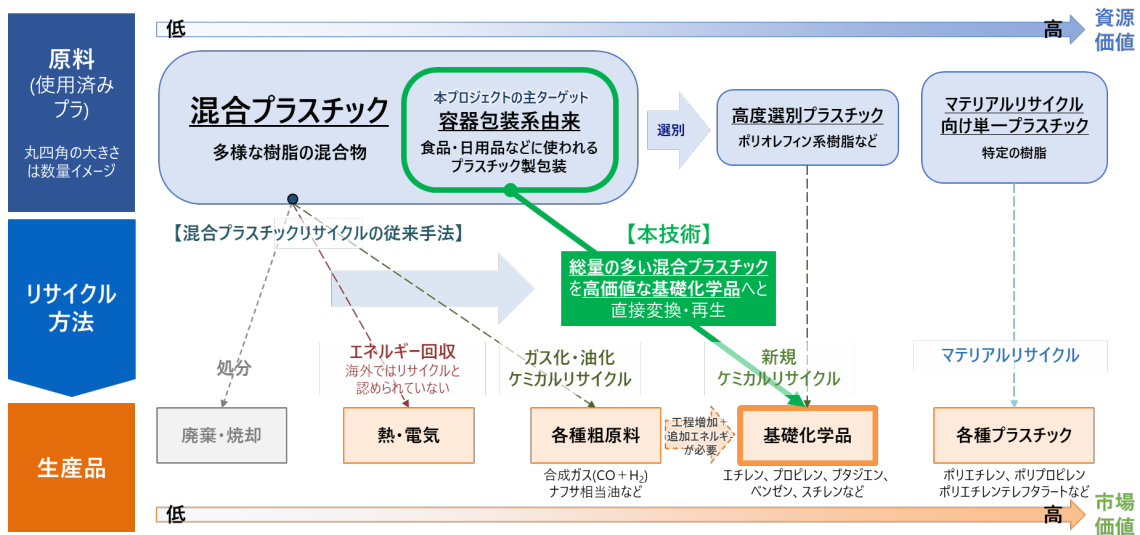 低
高
資源
価値
原料
(使用済み
プラ)
丸四角の大きさ
は数量イメージ
混合プラスチック
多様な樹脂の混合物
本プロジェクトの主ターゲット
容器包装系由来
食品・日用品などに使われる
プラスチック製包装
選別
高度選別プラスチック
ポリオレフィン系樹脂など
マテリアルリサイクル
向け単一プラスチック
特定の樹脂
リサイクル
方法
【混合プラスチックリサイクルの従来手法】
【本技術】
総量の多い混合プラスチック
を高価値な基礎化学品へと
直接変換・再生
処分
エネルギー回収
海外ではリサイクルと
認められていない
ガス化・油化
ケミカルリサイクル
新規
ケミカルリサイクル
マテリアルリサイクル
生産品
廃棄・焼却
熱・電気
各種粗原料
合成ガス(CO+H₂)
ナフサ相当油など
工程増加+
追加エネルギー
が必要
基礎化学品
エチレン、プロピレン、ブタジエン、
ベンゼン、スチレンなど
各種プラスチック
ポリエチレン、ポリプロピレン
ポリエチレンテレフタラートなど
低
高
市場
価値